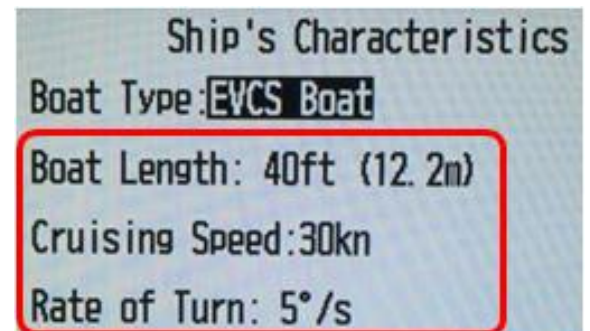 Ship's Characteristics
Boat Type:EVCS Boat
Boat Length: 40ft (12.2m)
Cruising Speed:30kn
Rate of Turn: 5°/s